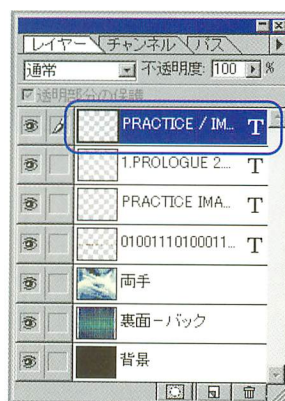 レイヤー チャンネル パス
通常 不透明度: 100 %
透明部分の保護
PRACTICE / IM... T
1.PROLOGUE 2.... T
PRACTICE IMA... T
01001110100011... T
両手
裏面－バック
背景